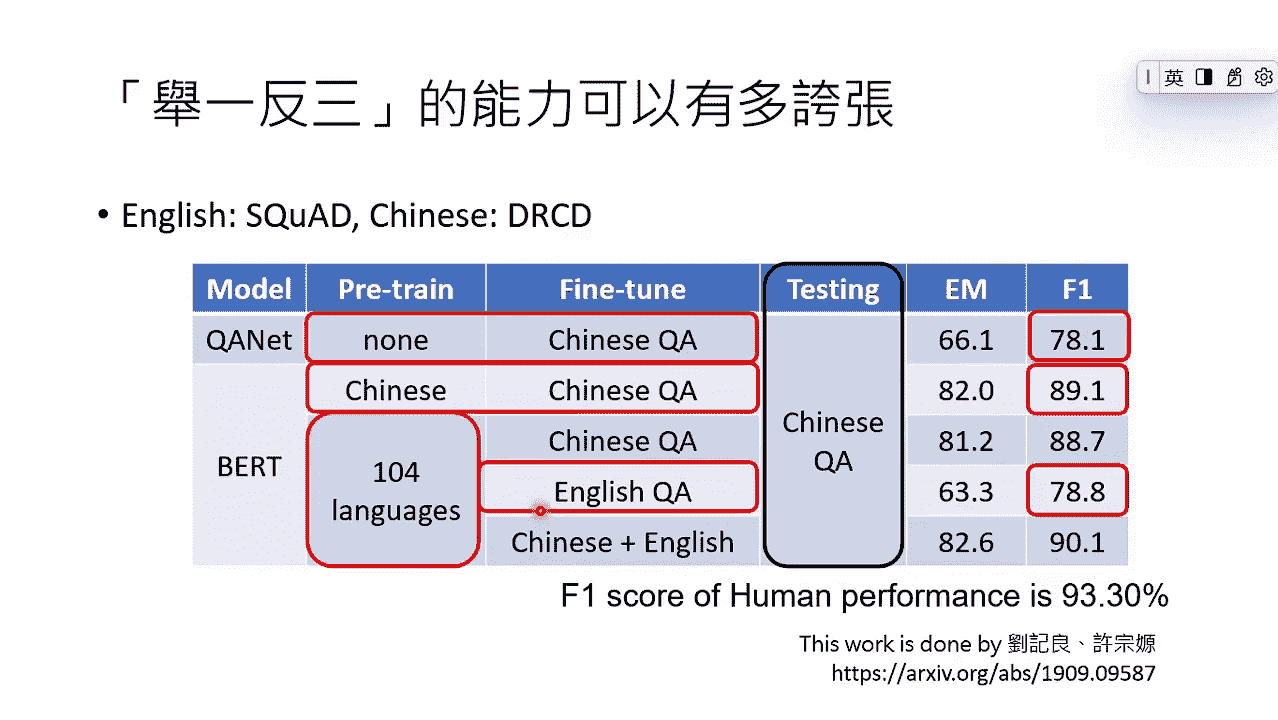 英
「舉一反三」的能力可以有多誇張
• English: SQuAD, Chinese: DRCD
Model Pre-train Fine-tune Testing EM F1
QANet none Chinese QA 66.1 78.1
Chinese Chinese QA 82.0 89.1
Chinese QA 81.2 88.7
Chinese
QA
BERT
104
languages
English QA 63.3 78.8
Chinese + English 82.6 90.1
F1 score of Human performance is 93.30%
This work is done by 劉記良、許宗嫄
https://arxiv.org/abs/1909.09587